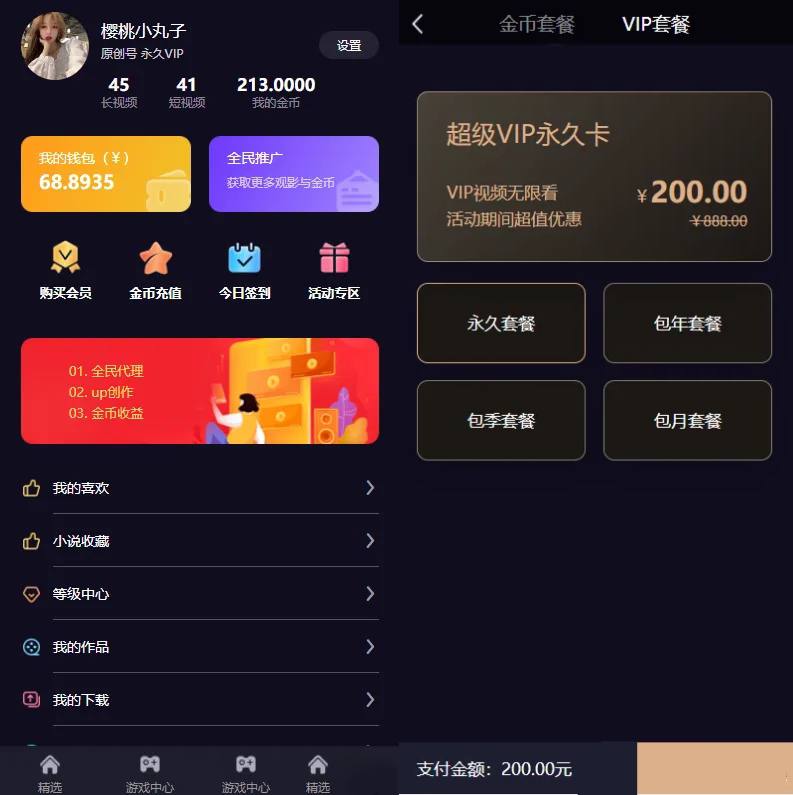 樱桃小丸子
原创号 永久VIP
设置
45
41
213.0000
长视频
短视频
我的金币
我的钱包（￥）
68.8935
全民推广
获取更多观影与金币
购买会员
金币充值
今日签到
活动专区
01. 全民代理
02. up创作
03. 金币收益
我的喜欢
小说收藏
等级中心
我的作品
我的下载
精选
游戏中心
游戏中心
精选
金币套餐
VIP套餐
超级VIP永久卡
VIP视频无限看
￥200.00
活动期间超值优惠
￥888.00
永久套餐
包年套餐
包季套餐
包月套餐
支付金额：200.00元